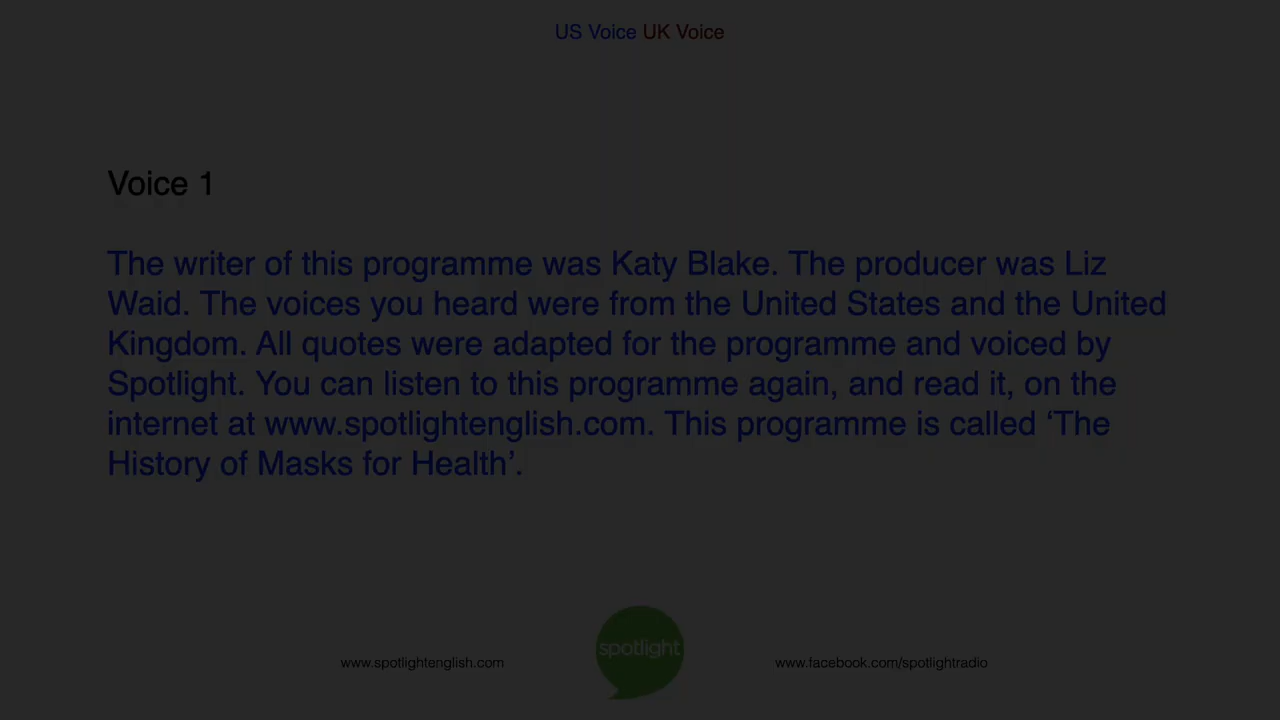 US Voice UK Voice
Voice 1
The writer of this programme was Katy Blake. The producer was Liz
Waid. The voices you heard were from the United States and the United
Kingdom. All quotes were adapted for the programme and voiced by
Spotlight. You can listen to this programme again, and read it, on the
internet at www.spotlightenglish.com. This programme is called ‘The
History of Masks for Health’.
www.spotlightenglish.com
spotlight
www.facebook.com/spotlightradio